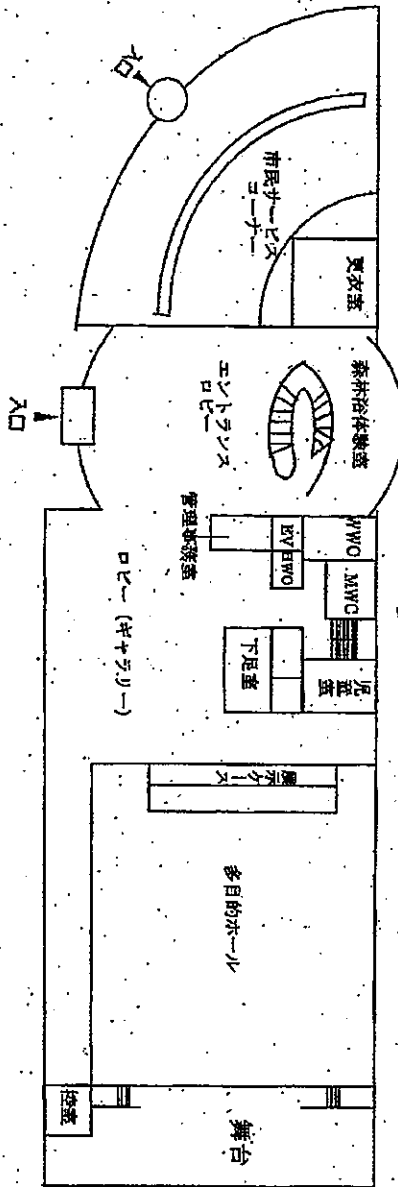 入口
市民サービス
コーナー
更衣室
入口
エントランス
ロビー
森林浴体験室
管理事務室
EV
HWC
WWC
MWC
ロビー (ギャラリー)
下足室
児童室
展示ケース
多目的ホール
控室
舞台